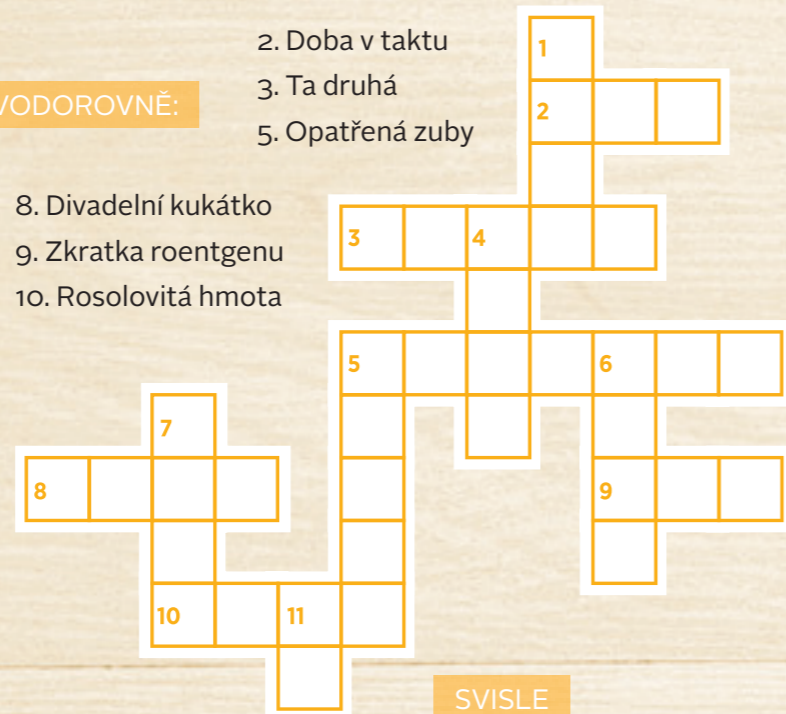 VODOROVNĚ:
2. Doba v taktu
3. Ta druhá
5. Opatřená zuby
8. Divadelní kukátko
9. Zkratka roentgenu
10. Rosolovitá hmota
1
2
3 4
5 6
7
8 9
10 11
SVISLE